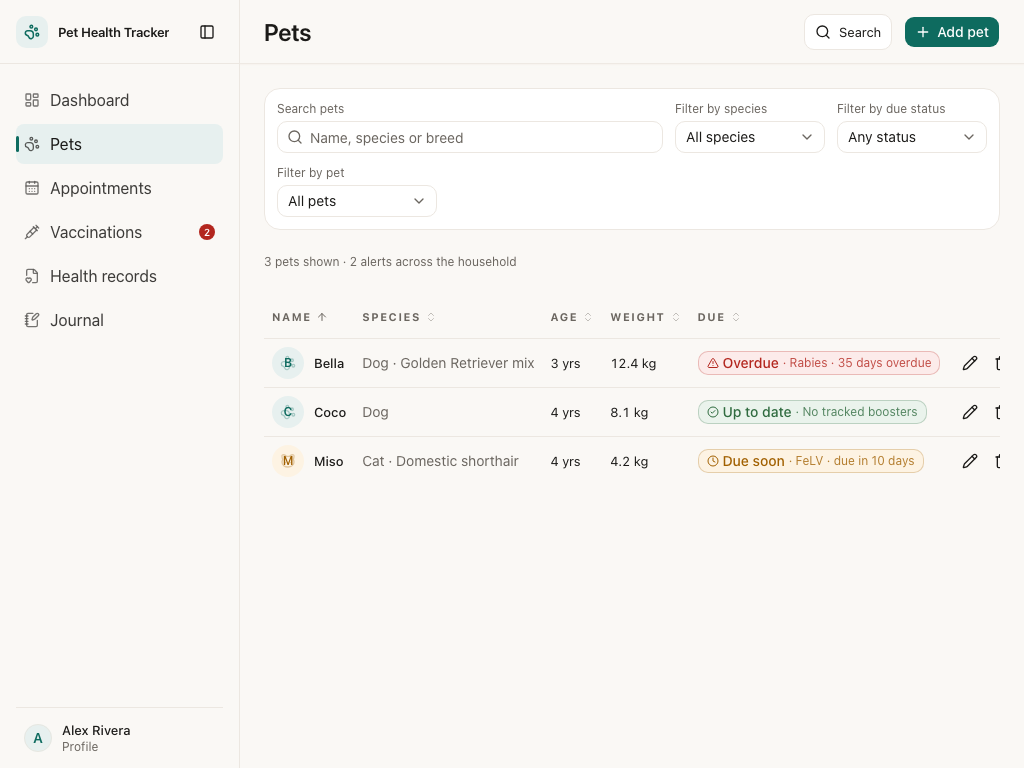 Pet Health Tracker
Pets
Search
Add pet
Dashboard
Pets
Appointments
Vaccinations 2
Health records
Journal
Search pets
Name, species or breed
Filter by species
All species
Filter by due status
Any status
Filter by pet
All pets
3 pets shown · 2 alerts across the household
NAME SPECIES AGE WEIGHT DUE
B Bella Dog · Golden Retriever mix 3 yrs 12.4 kg Overdue · Rabies · 35 days overdue
C Coco Dog 4 yrs 8.1 kg Up to date · No tracked boosters
M Miso Cat · Domestic shorthair 4 yrs 4.2 kg Due soon · FeLV · due in 10 days
A Alex Rivera
Profile